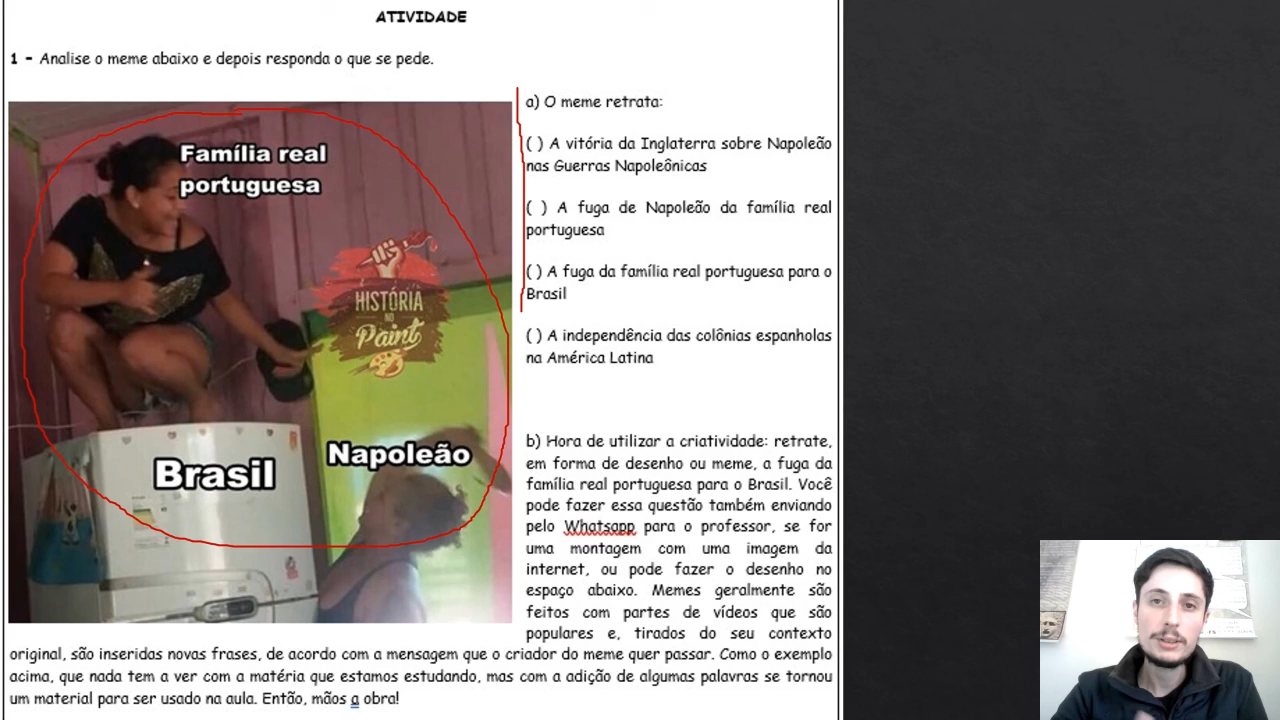 ATIVIDADE
1 - Analise o meme abaixo e depois responda o que se pede.
Família real
portuguesa
HISTÓRIA
NO
Paint
Napoleão
Brasil
a) O meme retrata:
( ) A vitória da Inglaterra sobre Napoleão
nas Guerras Napoleônicas
( ) A fuga de Napoleão da família real
portuguesa
( ) A fuga da família real portuguesa para o
Brasil
( ) A independência das colônias espanholas
na América Latina
b) Hora de utilizar a criatividade: retrate,
em forma de desenho ou meme, a fuga da
família real portuguesa para o Brasil. Você
pode fazer essa questão também enviando
pelo Whatsapp para o professor, se for
uma montagem com uma imagem da
internet, ou pode fazer o desenho no
espaço abaixo. Memes geralmente são
feitos com partes de vídeos que são
populares e, tirados do seu contexto
original, são inseridas novas frases, de acordo com a mensagem que o criador do meme quer passar. Como o exemplo
acima, que nada tem a ver com a matéria que estamos estudando, mas com a adição de algumas palavras se tornou
um material para ser usado na aula. Então, mãos a obra!